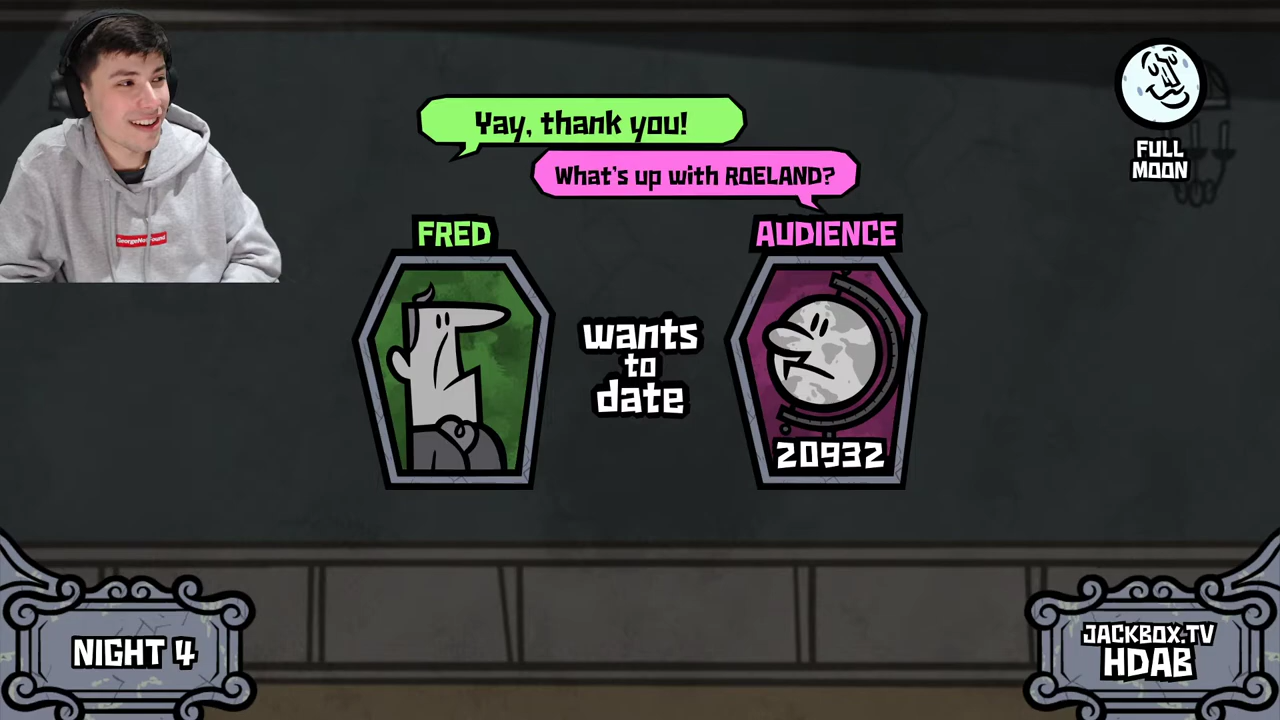 Yay, thank you!
What's up with ROELAND?
FULL
MOON
FRED
AUDIENCE
wants
to
date
20932
GeorgeNotFound
NIGHT 4
JACKBOX.TV
HDAB